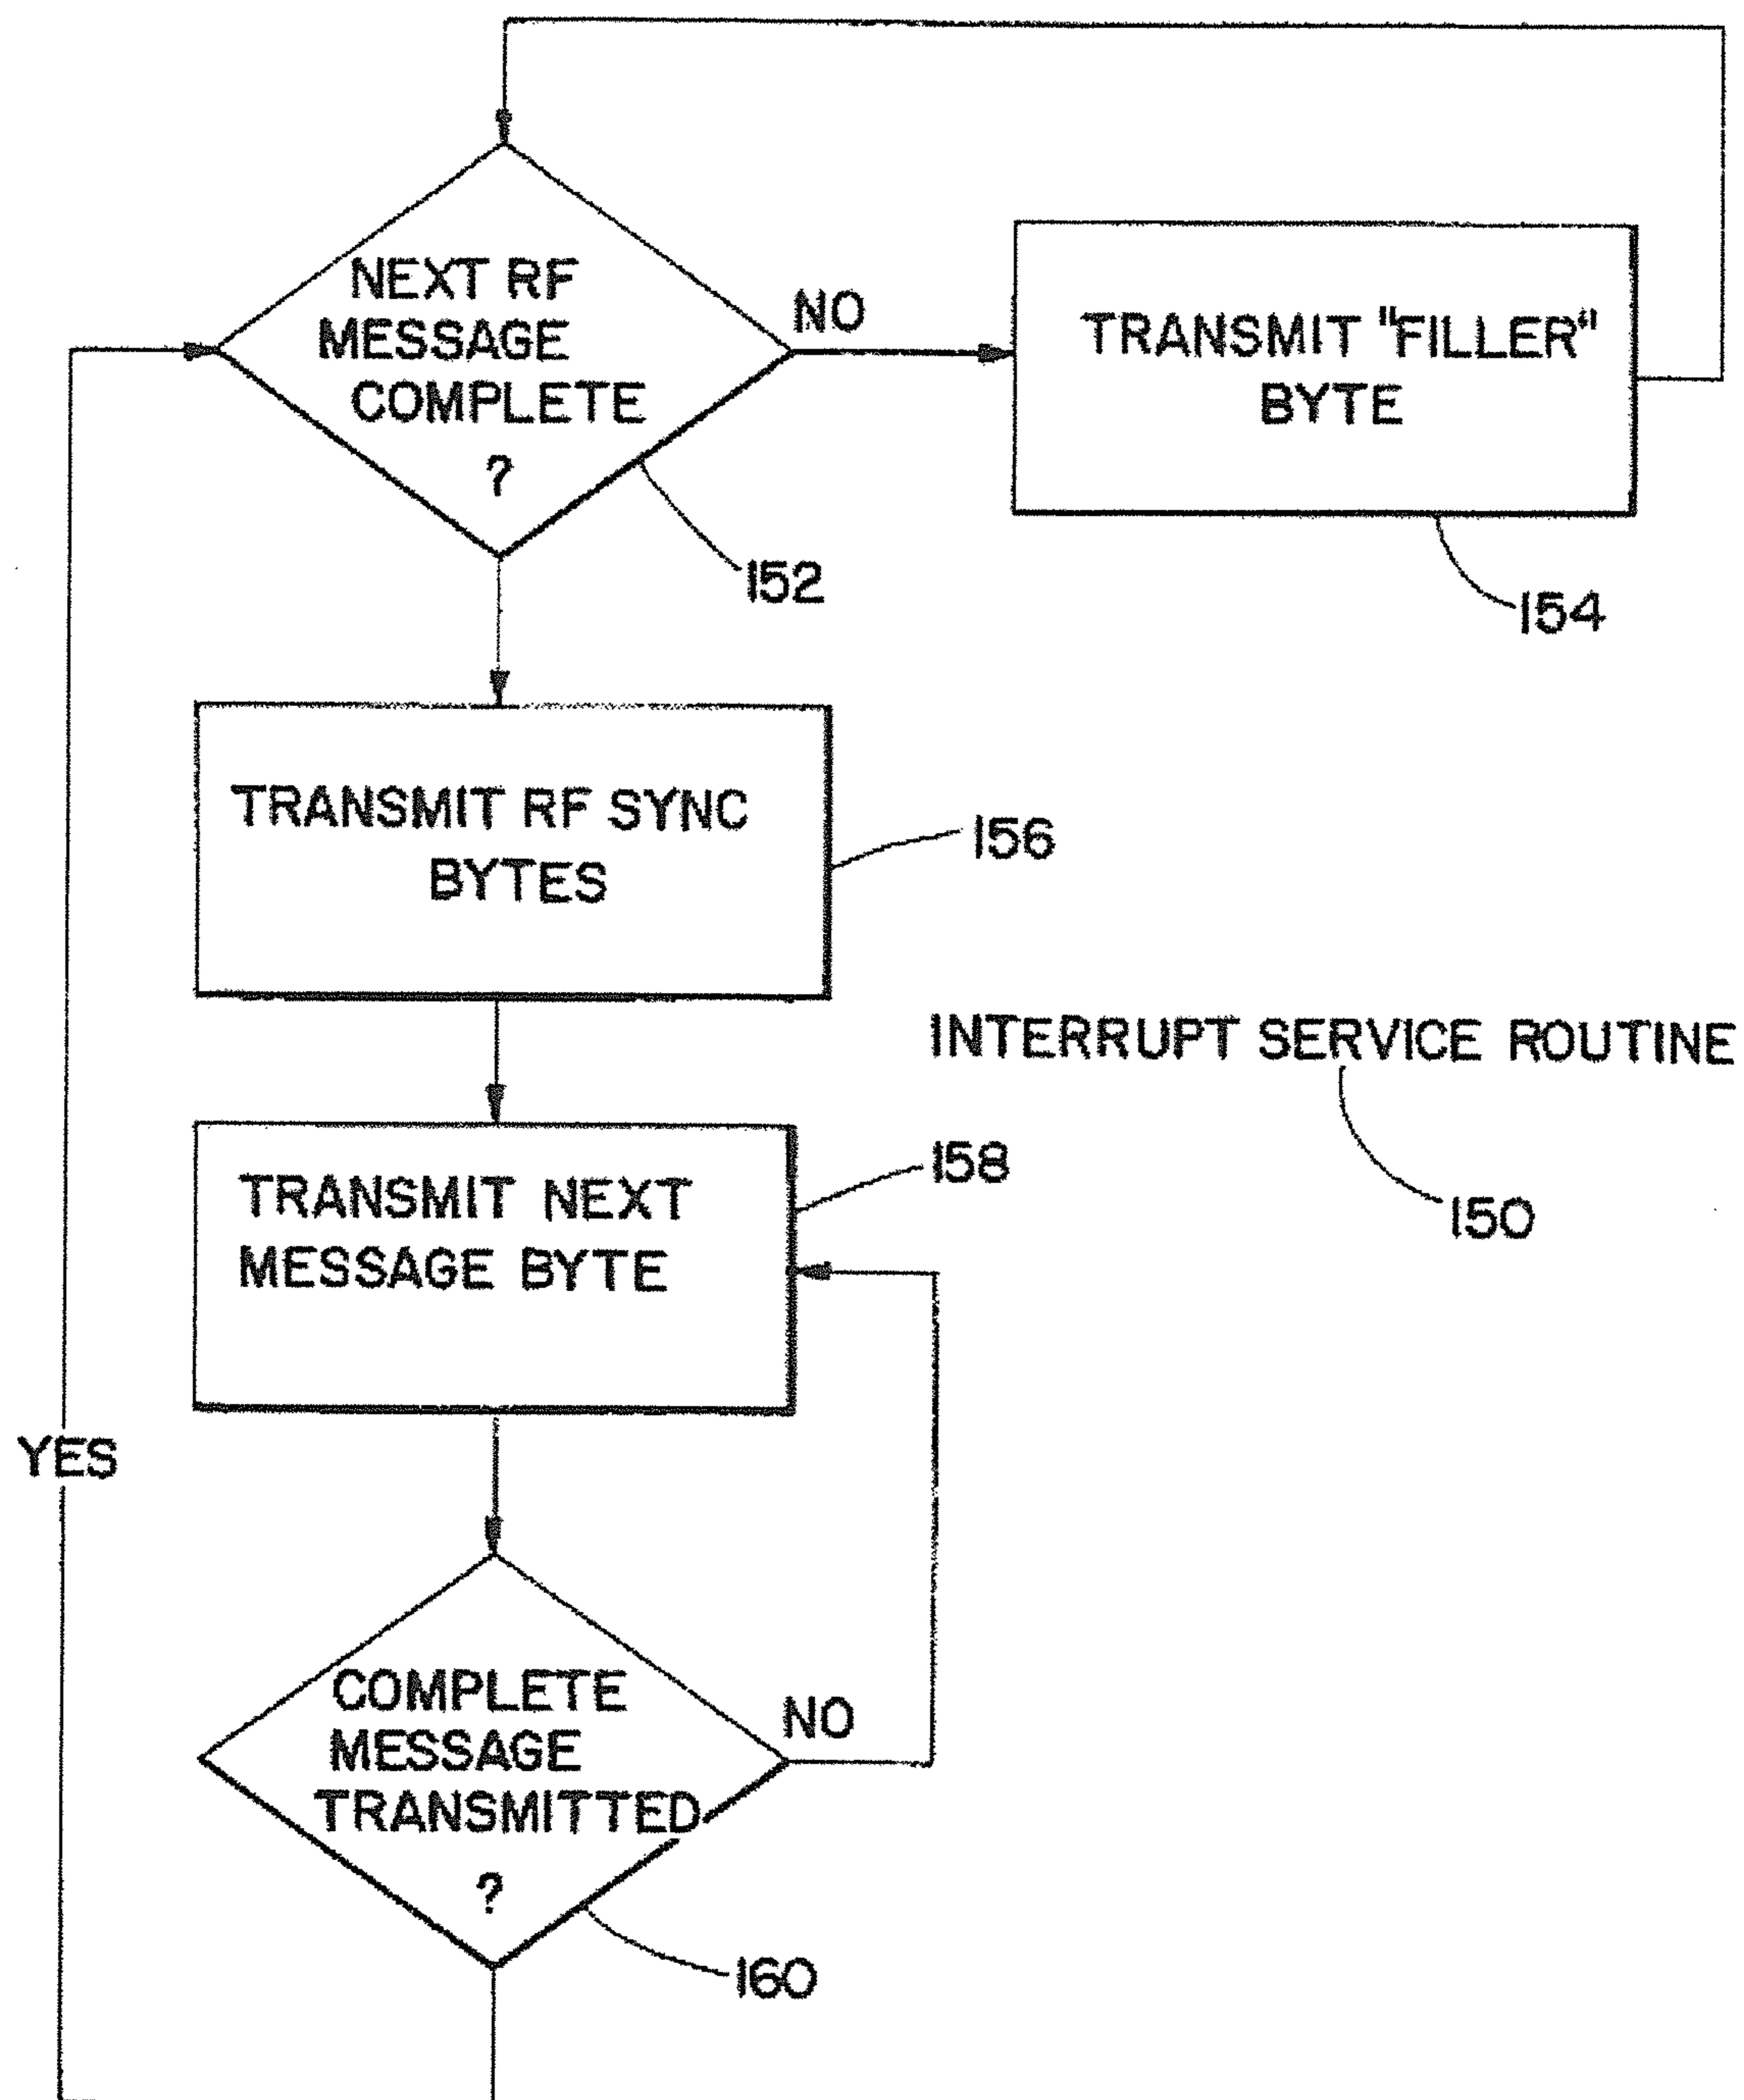 NEXT RF
MESSAGE
COMPLETE
?
NO
TRANSMIT "FILLER"
BYTE
152
154
TRANSMIT RF SYNC
BYTES
156
INTERRUPT SERVICE ROUTINE
150
TRANSMIT NEXT
MESSAGE BYTE
158
YES
COMPLETE
MESSAGE
TRANSMITTED
?
NO
160